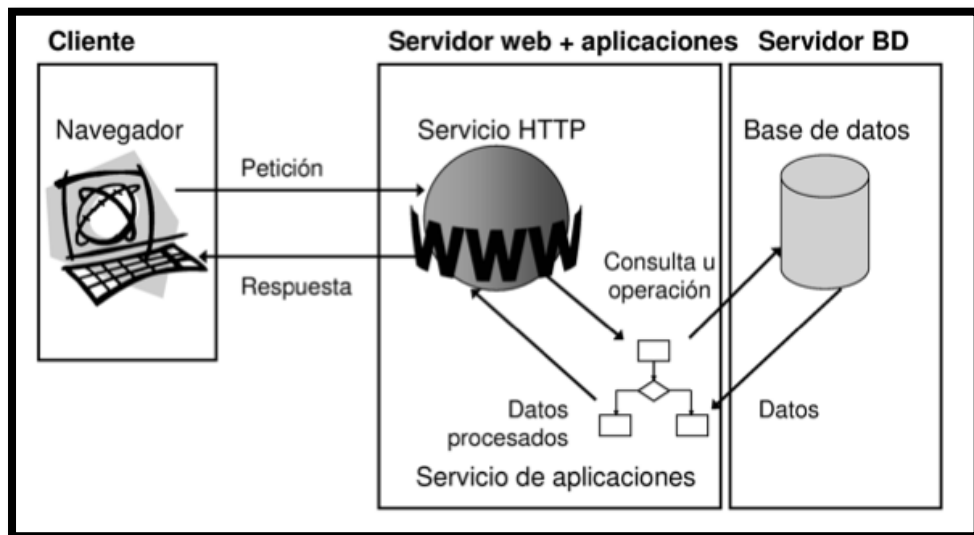 Cliente
Servidor web + aplicaciones
Servidor BD
Navegador
Servicio HTTP
Base de datos
Petición
WWW
Respuesta
Consulta u
operación
Datos
procesados
Datos
Servicio de aplicaciones